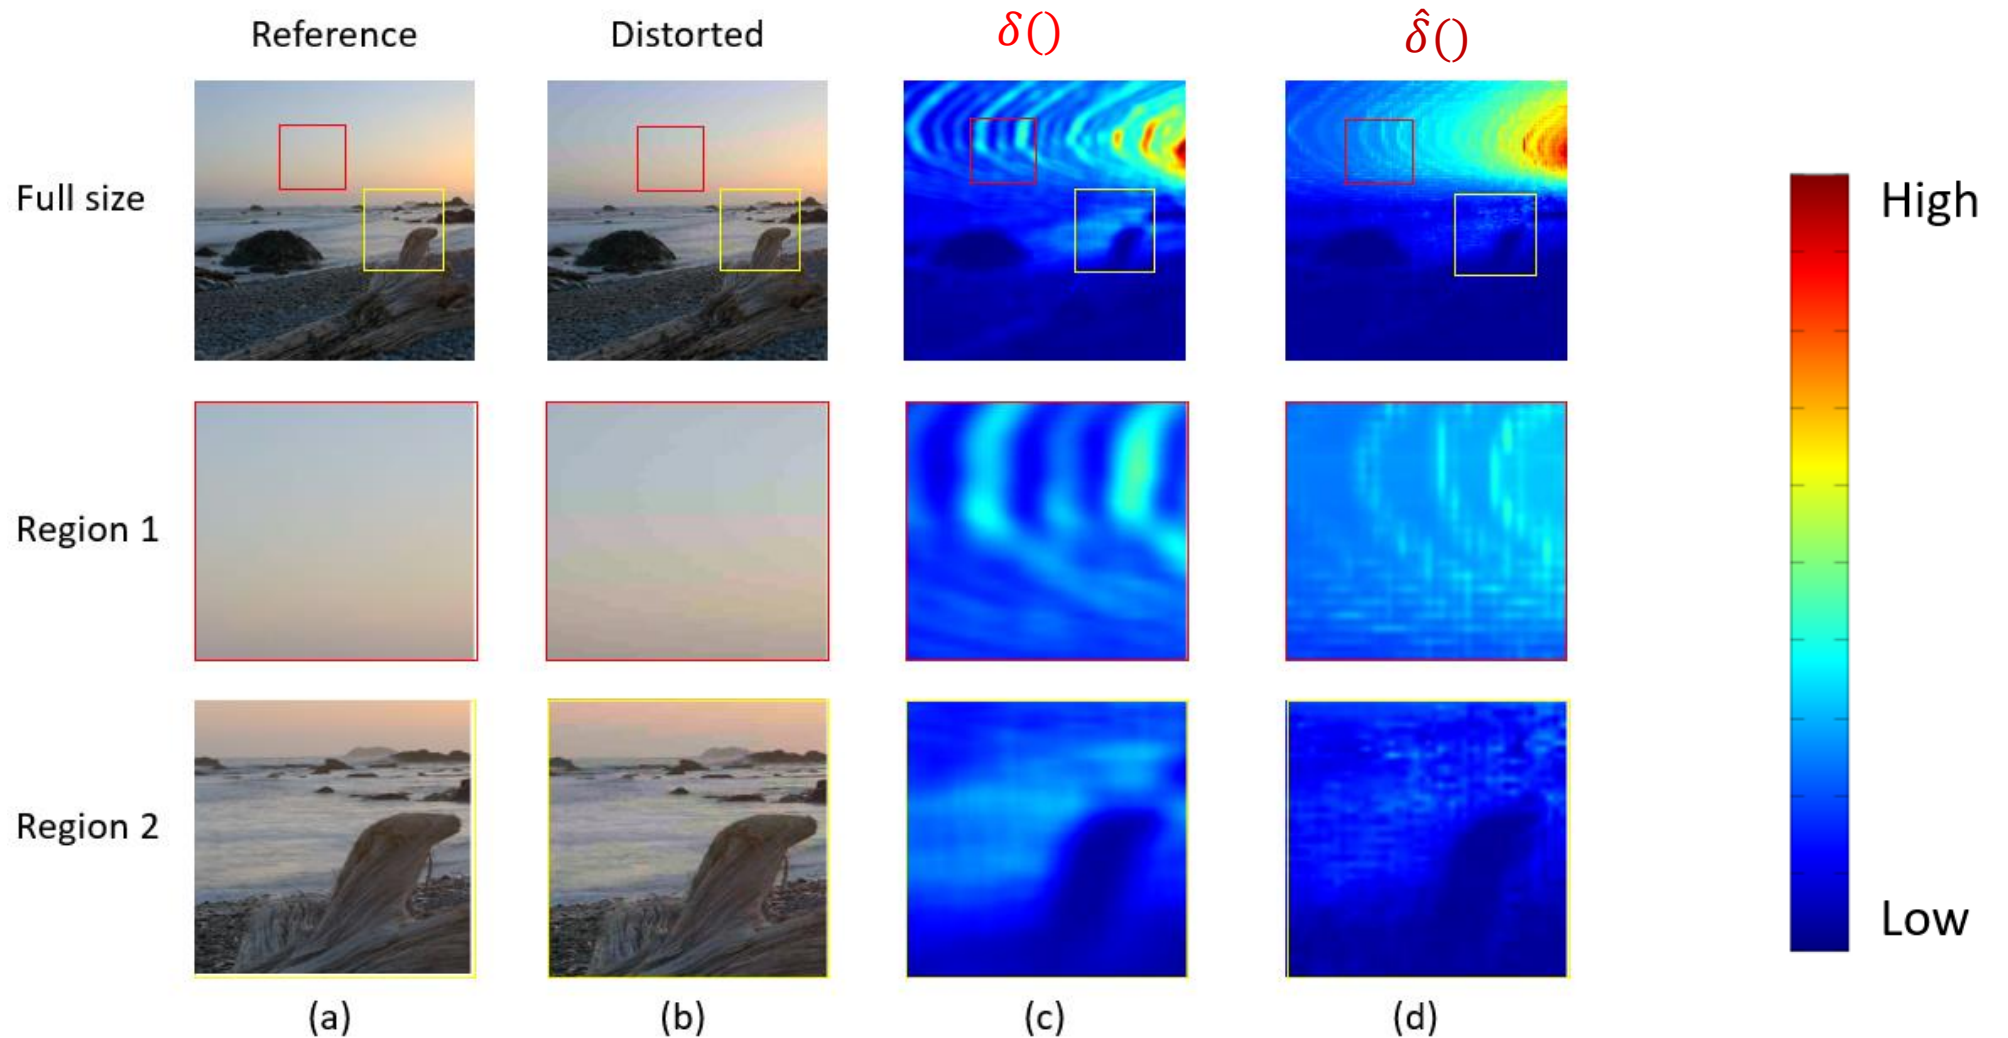 Reference
Distorted
δ()
δ̂()
Full size
Region 1
Region 2
(a)
(b)
(c)
(d)
High
Low